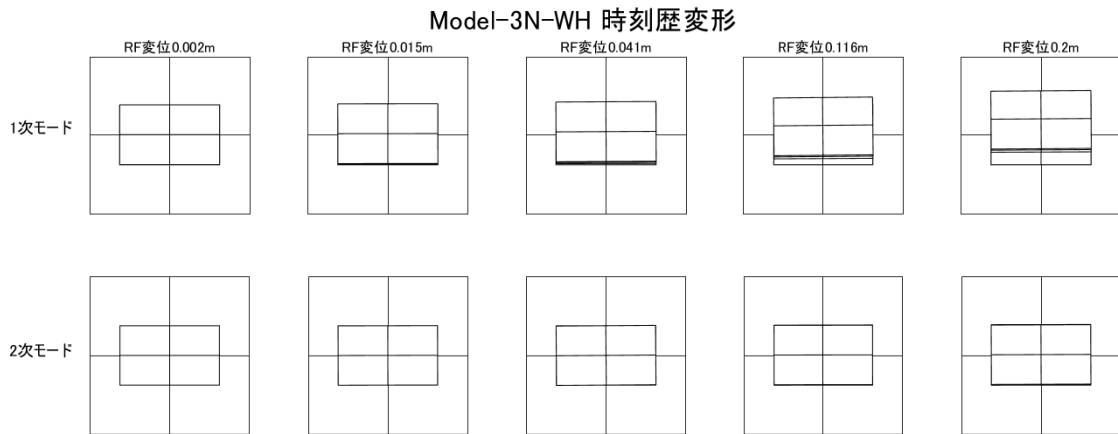 Model-3N-WH 時刻歴変形
RF変位0.002m
RF変位0.015m
RF変位0.041m
RF変位0.116m
RF変位0.2m
1次モード
2次モード